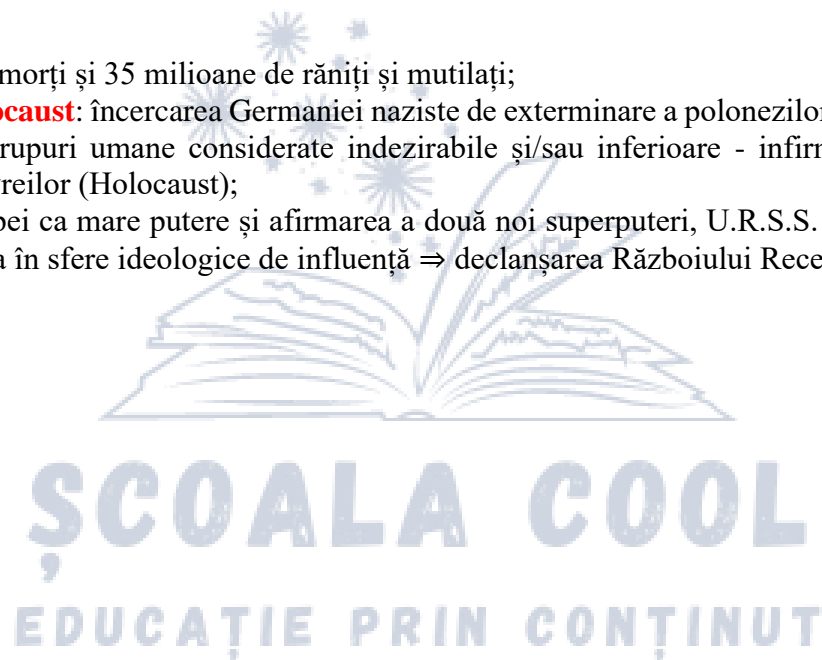 morți și 35 milioane de răniți și mutilați;
ocaust: încercarea Germaniei naziste de exterminare a polonezilor
rupuri umane considerate indezirabile și/sau inferioare - infirm
reilor (Holocaust);
pei ca mare putere și afirmarea a două noi superputeri, U.R.S.S.
a în sfere ideologice de influență ⇒ declanșarea Războiului Rece
ȘCOALA COOL
EDUCAȚIE PRIN CONȚINUT